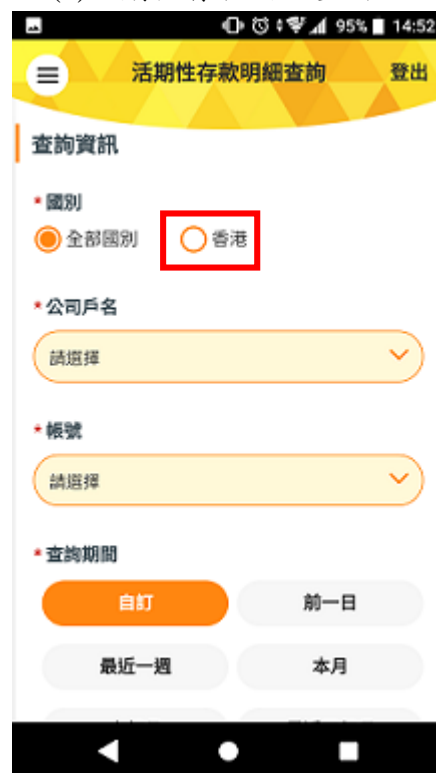 95% 14:52
活期性存款明細查詢 登出
查詢資訊
* 國別
全部國別 香港
* 公司戶名
請選擇
* 帳號
請選擇
* 查詢期間
自訂 前一日
最近一週 本月